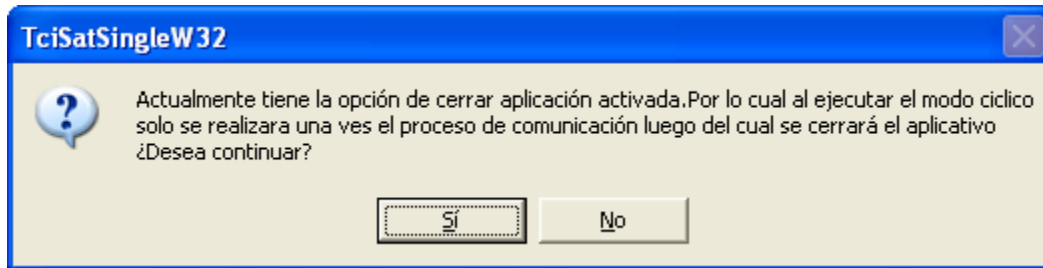 TciSatSingleW32
Actualmente tiene la opción de cerrar aplicación activada.Por lo cual al ejecutar el modo ciclico
solo se realizara una ves el proceso de comunicación luego del cual se cerrará el aplicativo
¿Desea continuar?
Sí
No